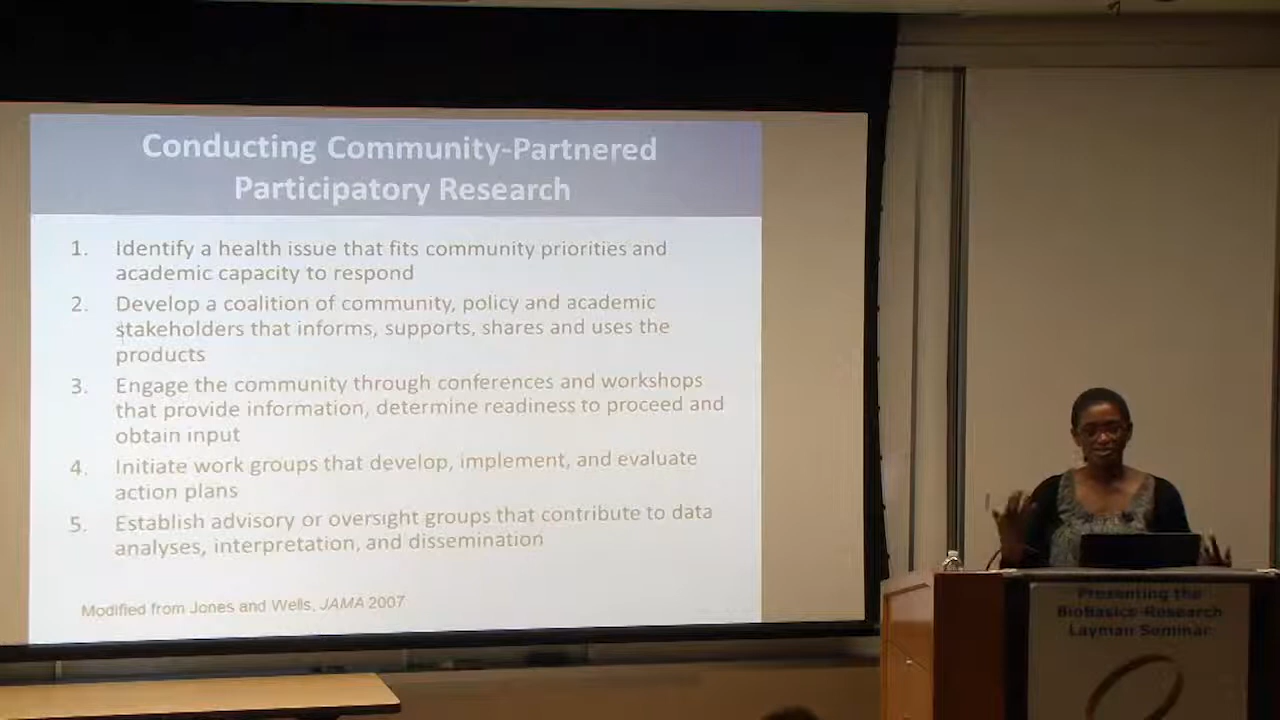 Conducting Community-Partnered
Participatory Research
1. Identify a health issue that fits community priorities and
academic capacity to respond
2. Develop a coalition of community, policy and academic
stakeholders that informs, supports, shares and uses the
products
3. Engage the community through conferences and workshops
that provide information, determine readiness to proceed and
obtain input
4. Initiate work groups that develop, implement, and evaluate
action plans
5. Establish advisory or oversight groups that contribute to data
analyses, interpretation, and dissemination
Modified from Jones and Wells, JAMA 2007
Presenting the
BioBasics Research
Layman Seminar